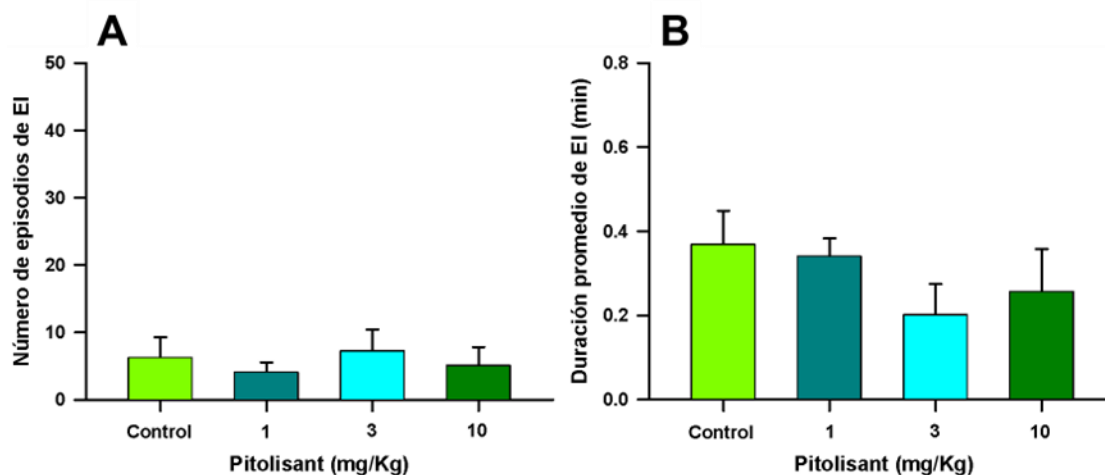 A
Número de episodios de EI
50
40
30
20
10
0
Control 1 3 10
Pitolisant (mg/Kg)
B
Duración promedio de EI (min)
0.8
0.6
0.4
0.2
0.0
Control 1 3 10
Pitolisant (mg/Kg)